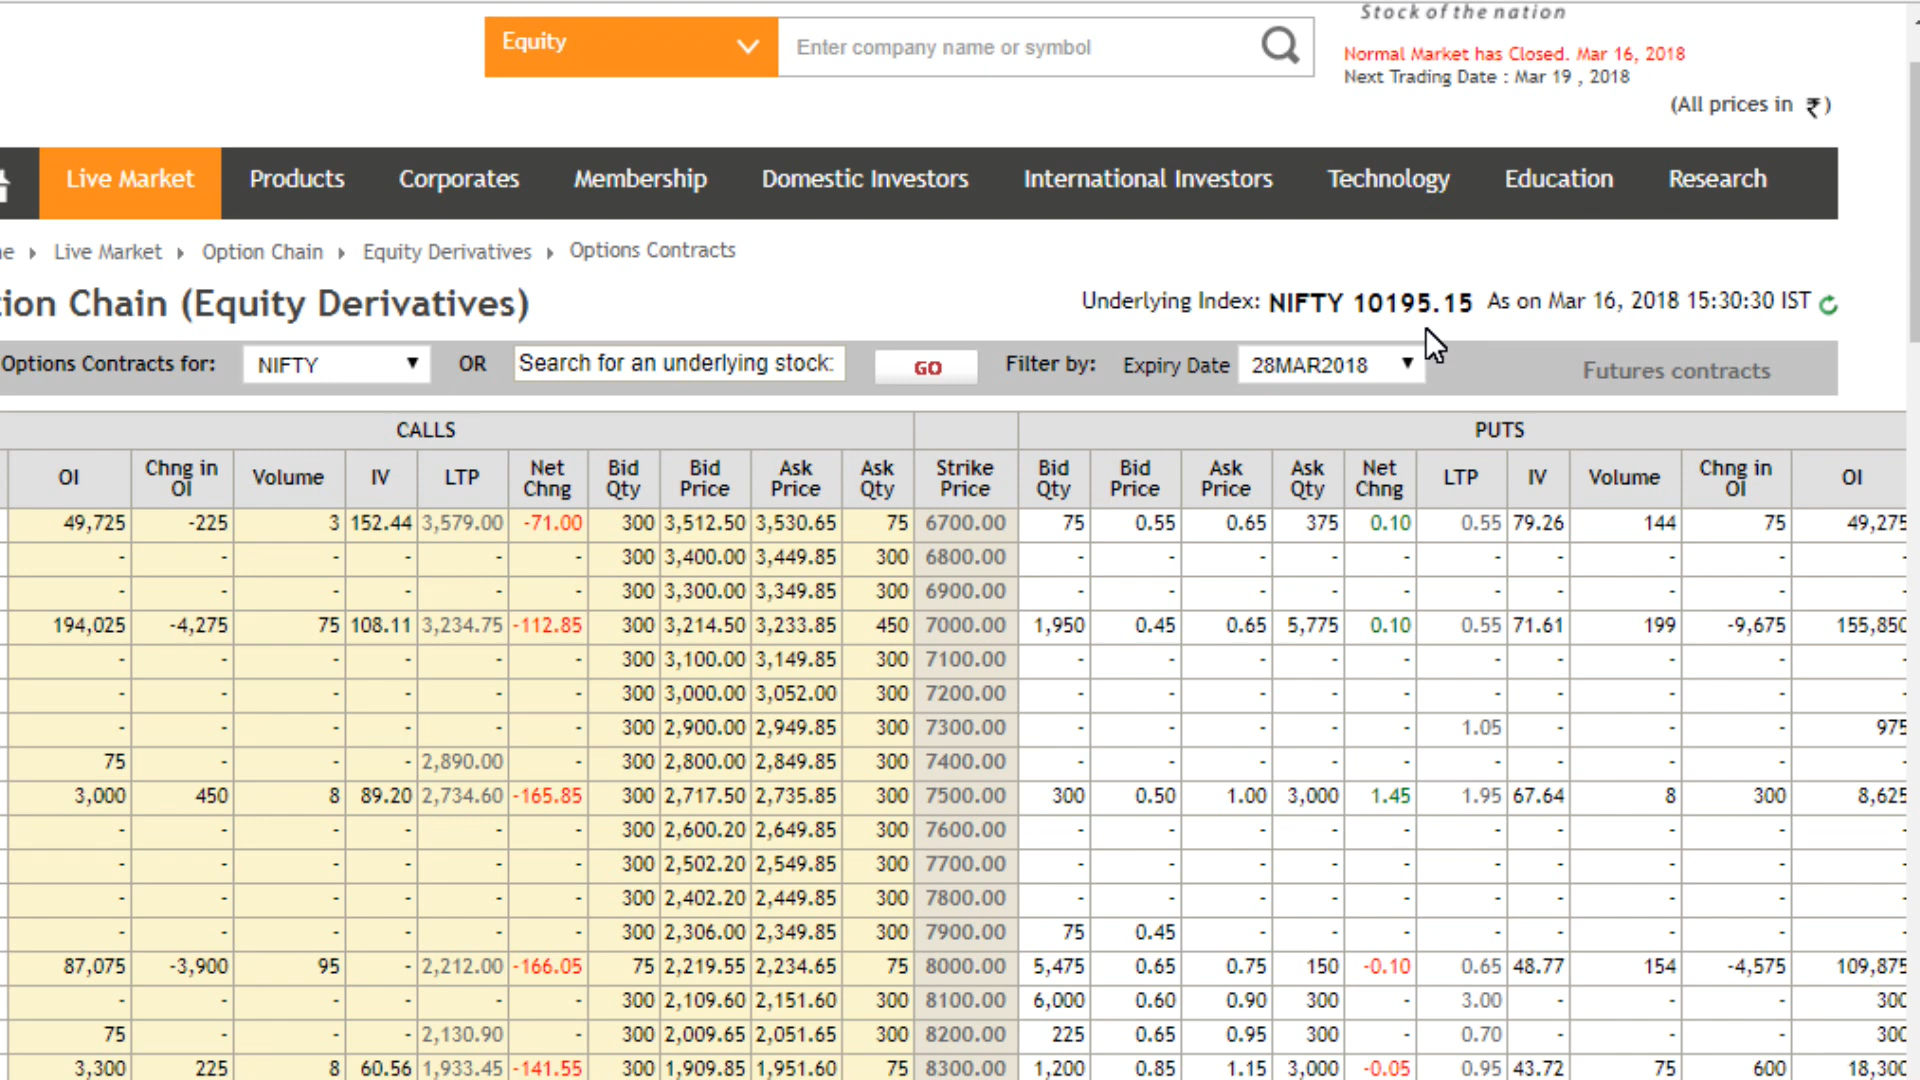 Stock of the nation
Equity
Enter company name or symbol
Normal Market has Closed. Mar 16, 2018
Next Trading Date : Mar 19 , 2018
(All prices in ₹)
Live Market Products Corporates Membership Domestic Investors International Investors Technology Education Research
Live Market Option Chain Equity Derivatives Options Contracts
Chain (Equity Derivatives)
Underlying Index: NIFTY 10195.15 As on Mar 16, 2018 15:30:30 IST
Options Contracts for: NIFTY OR Search for an underlying stock: GO Filter by: Expiry Date 28MAR2018 Futures contracts
CALLS PUTS
OI Chng in OI Volume IV LTP Net Chng Bid Qty Bid Price Ask Price Ask Qty Strike Price Bid Qty Bid Price Ask Price Ask Qty Net Chng LTP IV Volume Chng in OI OI
49,725 -225 3 152.44 3,579.00 -71.00 300 3,512.50 3,530.65 75 6700.00 75 0.55 0.65 375 0.10 0.55 79.26 144 75 49,275
- - - - - - 300 3,400.00 3,449.85 300 6800.00 - - - - - - - - - -
- - - - - - 300 3,300.00 3,349.85 300 6900.00 - - - - - - - - - -
194,025 -4,275 75 108.11 3,234.75 -112.85 300 3,214.50 3,233.85 450 7000.00 1,950 0.45 0.65 5,775 0.10 0.55 71.61 199 -9,675 155,850
- - - - - - 300 3,100.00 3,149.85 300 7100.00 - - - - - - - - - -
- - - - - - 300 3,000.00 3,052.00 300 7200.00 - - - - - - - - - -
- - - - - - 300 2,900.00 2,949.85 300 7300.00 - - - - - 1.05 - - - 975
75 - - - 2,890.00 - 300 2,800.00 2,849.85 300 7400.00 - - - - - - - - - -
3,000 450 8 89.20 2,734.60 -165.85 300 2,717.50 2,735.85 300 7500.00 300 0.50 1.00 3,000 1.45 1.95 67.64 8 300 8,625
- - - - - - 300 2,600.20 2,649.85 300 7600.00 - - - - - - - - - -
- - - - - - 300 2,502.20 2,549.85 300 7700.00 - - - - - - - - - -
- - - - - - 300 2,402.20 2,449.85 300 7800.00 - - - - - - - - - -
- - - - - - 300 2,306.00 2,349.85 300 7900.00 75 0.45 - - - - - - - -
87,075 -3,900 95 - 2,212.00 -166.05 75 2,219.55 2,234.65 75 8000.00 5,475 0.65 0.75 150 -0.10 0.65 48.77 154 -4,575 109,875
- - - - - - 300 2,109.60 2,151.60 300 8100.00 6,000 0.60 0.90 300 - 3.00 - - - 300
75 - - - 2,130.90 - 300 2,009.65 2,051.65 300 8200.00 225 0.65 0.95 300 - 0.70 - - - 300
3,300 225 8 60.56 1,933.45 -141.55 300 1,909.85 1,951.60 75 8300.00 1,200 0.85 1.15 3,000 -0.05 0.95 43.72 75 600 18,300